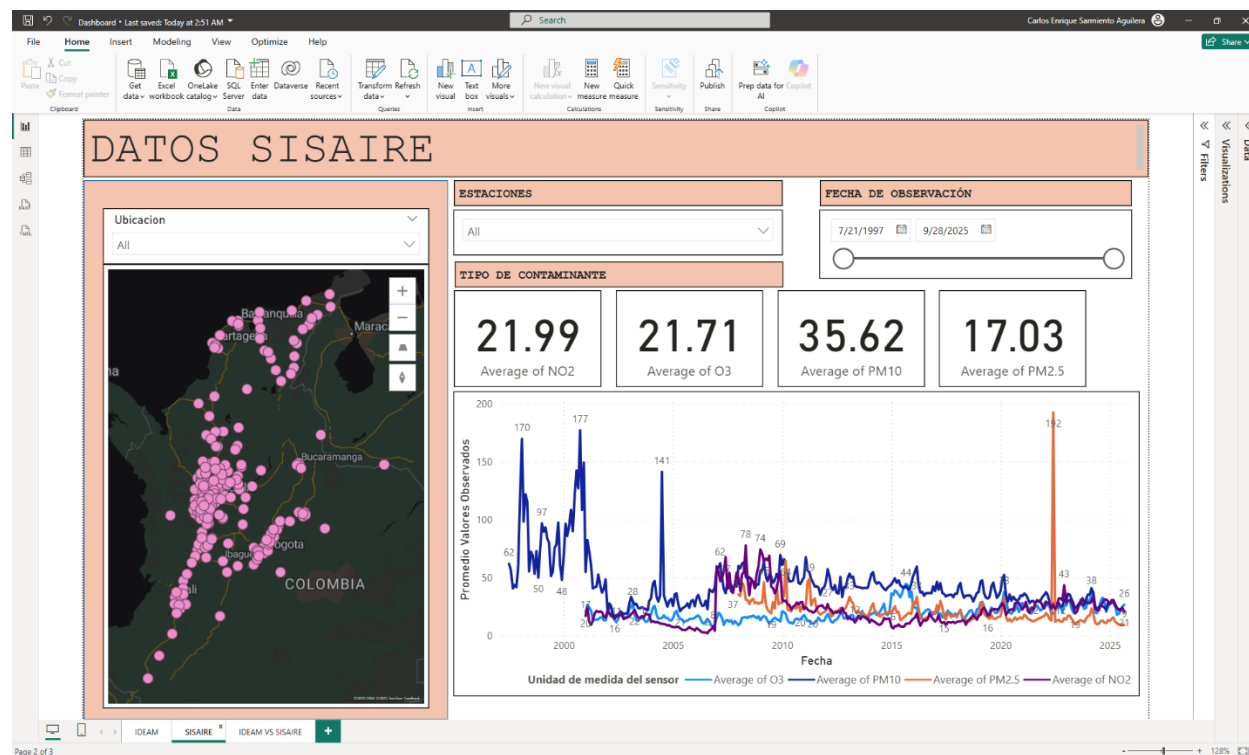 Dashboard • Last saved: Today at 2:51 AM
Search
Carlos Enrique Sarmiento Aguilera
File Home Insert Modeling View Optimize Help
Share
Paste
Cut
Copy
Format painter
Get data
Excel workbook
OneLake catalog
SQL Server
Enter data
Dataverse
Recent sources
Transform data
Refresh
New visual
Text box
More visuals
New visual calculation
New measure
Quick measure
Sensitivity
Publish
Prep data for AI
Copilot
Clipboard
Data
Queries
Insert
Calculations
Sensitivity
Share
Copilot
DATOS SISAIRE
Filters
Visualizations
Data
Ubicacion
All
ESTACIONES
All
FECHA DE OBSERVACIÓN
7/21/1997
9/28/2025
TIPO DE CONTAMINANTE
21.99
Average of NO2
21.71
Average of O3
35.62
Average of PM10
17.03
Average of PM2.5
Bucaramanga
COLOMBIA
Promedio Valores Observados
200
150
100
50
0
62
170
50
97
48
177
28
141
62
37
78
74
69
44
192
43
38
26
16
22
15
16
2000 2005 2010 2015 2020 2025
Fecha
Unidad de medida del sensor Average of O3 Average of PM10 Average of PM2.5 Average of NO2
IDEAM
SISAIRE
IDEAM VS SISAIRE
Page 2 of 3
128%